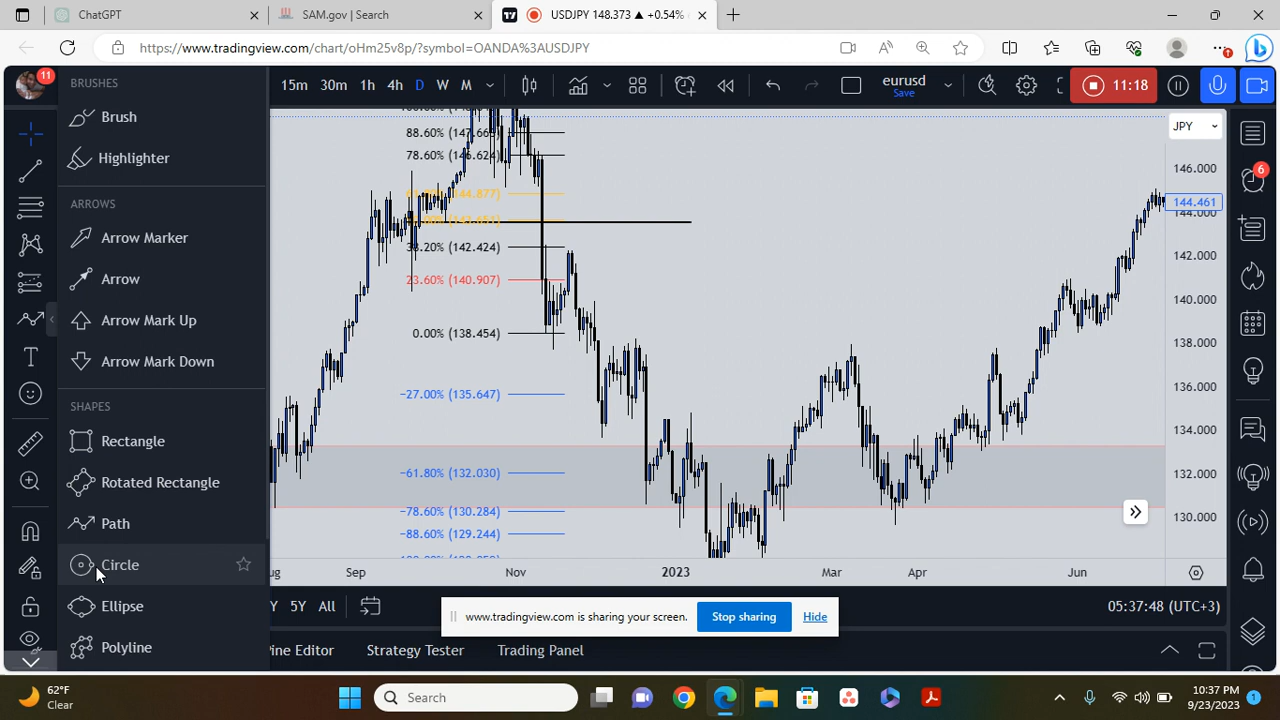 ChatGPT
SAM.gov | Search
USDJPY 148.373 ▲ +0.54%
https://www.tradingview.com/chart/oHm25v8p/?symbol=OANDA%3AUSDJPY
11
15m 30m 1h 4h D W M
eurusd
Save
11:18
BRUSHES
Brush
Highlighter
ARROWS
Arrow Marker
Arrow
Arrow Mark Up
Arrow Mark Down
SHAPES
Rectangle
Rotated Rectangle
Path
Circle
Ellipse
Polyline
88.60% (147.663)
78.60% (146.624)
38.20% (142.424)
23.60% (140.907)
0.00% (138.454)
−27.00% (135.647)
−61.80% (132.030)
−78.60% (130.284)
−88.60% (129.244)
JPY
146.000
144.461
144.000
142.000
140.000
138.000
136.000
134.000
132.000
130.000
6
Sep Nov 2023 Mar Apr Jun
5Y All
05:37:48 (UTC+3)
www.tradingview.com is sharing your screen.
Stop sharing
Hide
Pine Editor
Strategy Tester
Trading Panel
62°F
Clear
Search
10:37 PM
9/23/2023
1